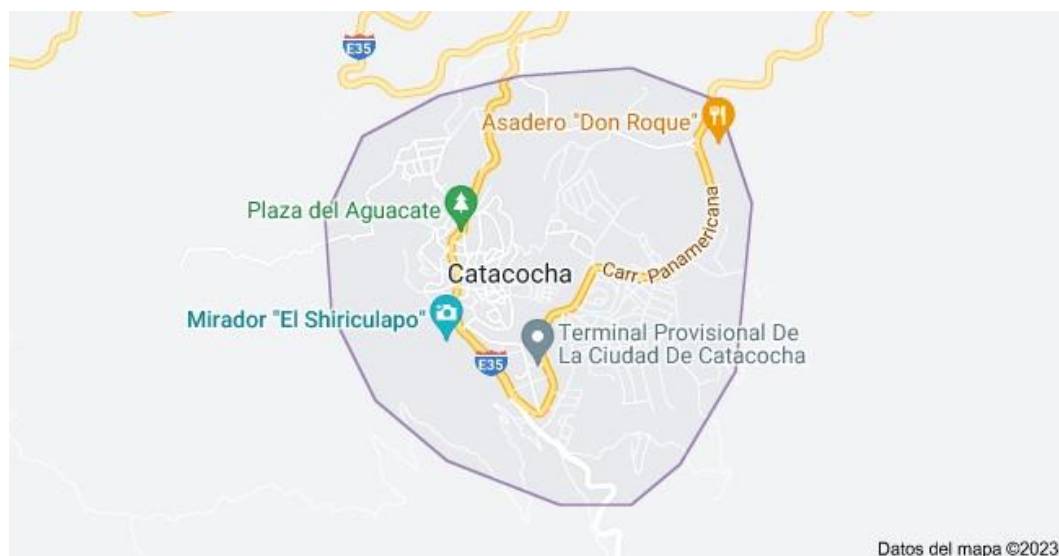 E35
Asadero "Don Roque"
Plaza del Aguacate
Carr. Panamericana
Catacocha
Mirador "El Shiriculapo"
Terminal Provisional De
La Ciudad De Catacocha
E35
Datos del mapa ©2023